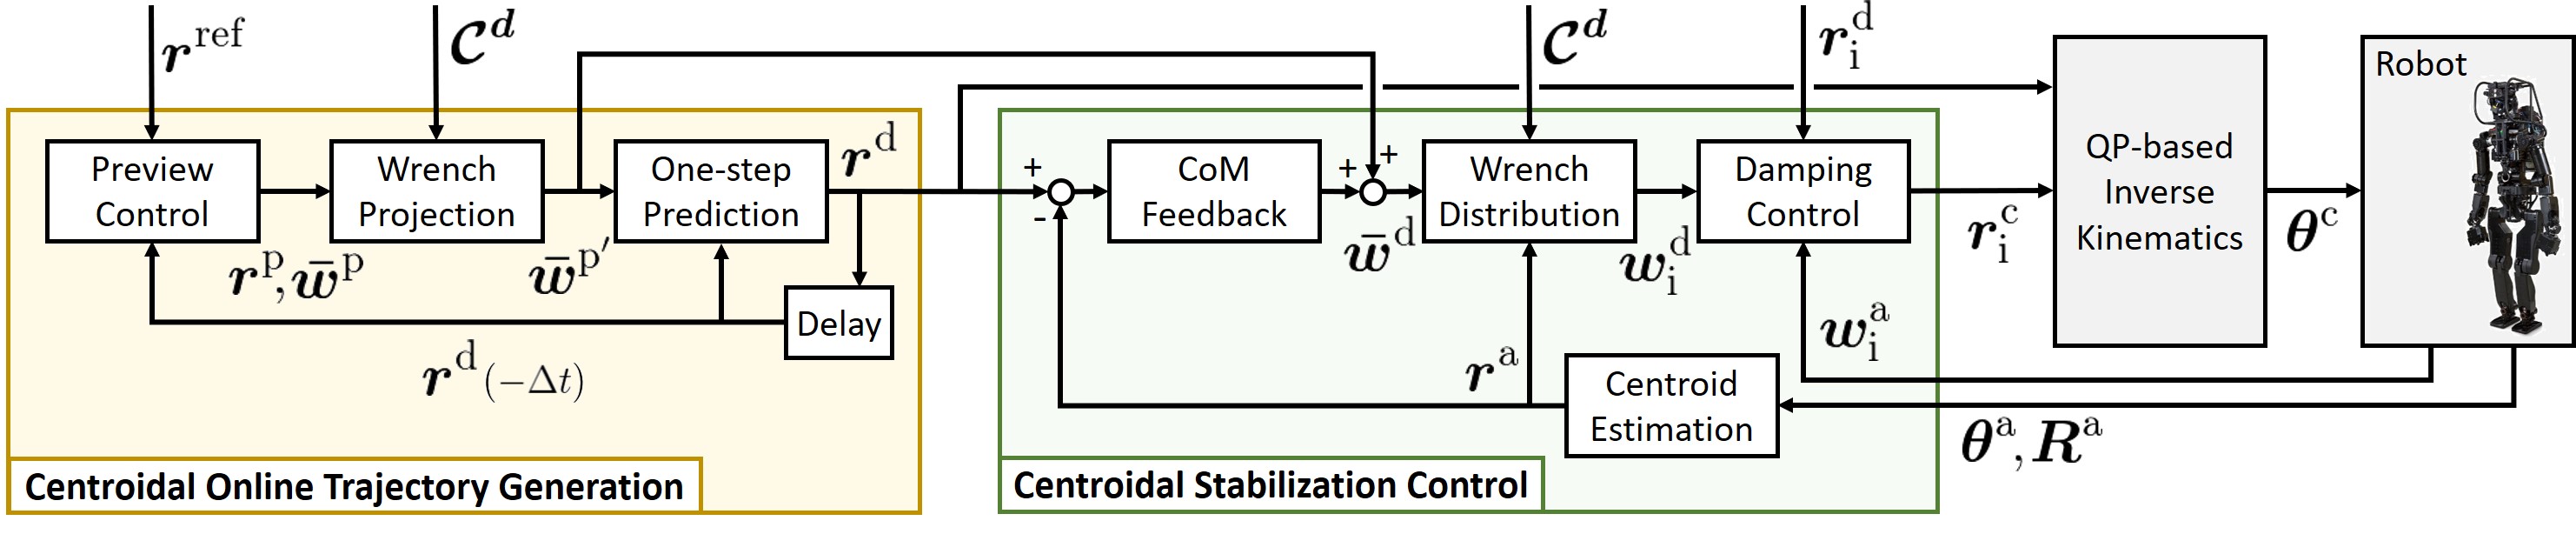 r^ref
𝒞^d
𝒞^d
r_i^d
Robot
Preview
Control
Wrench
Projection
One-step
Prediction
r^d
+
-
CoM
Feedback
+
+
Wrench
Distribution
Damping
Control
QP-based
Inverse
Kinematics
r^p, w̄^p
w̄^p′
w̄^d
w_i^d
r_i^c
θ^c
Delay
r^d (−Δt)
r^a
w_i^a
Centroid
Estimation
θ^a, R^a
Centroidal Online Trajectory Generation
Centroidal Stabilization Control